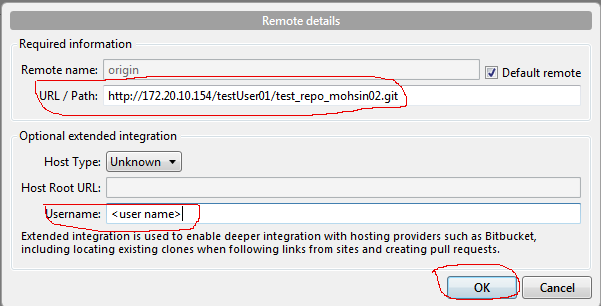 Remote details
Required information
Remote name: origin Default remote
URL / Path: http://172.20.10.154/testUser01/test_repo_mohsin02.git
Optional extended integration
Host Type: Unknown
Host Root URL:
Username: <user name>
Extended integration is used to enable deeper integration with hosting providers such as Bitbucket,
including locating existing clones when following links from sites and creating pull requests.
OK Cancel